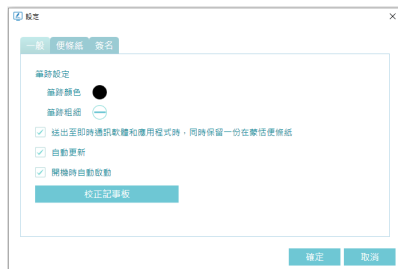 設定
一般 便條紙 簽名
筆跡設定
筆跡顏色
筆跡粗細
送出至即時通訊軟體和應用程式時，同時保留一份在蒙恬便條紙
自動更新
開機時自動啟動
校正記事板
確定 取消